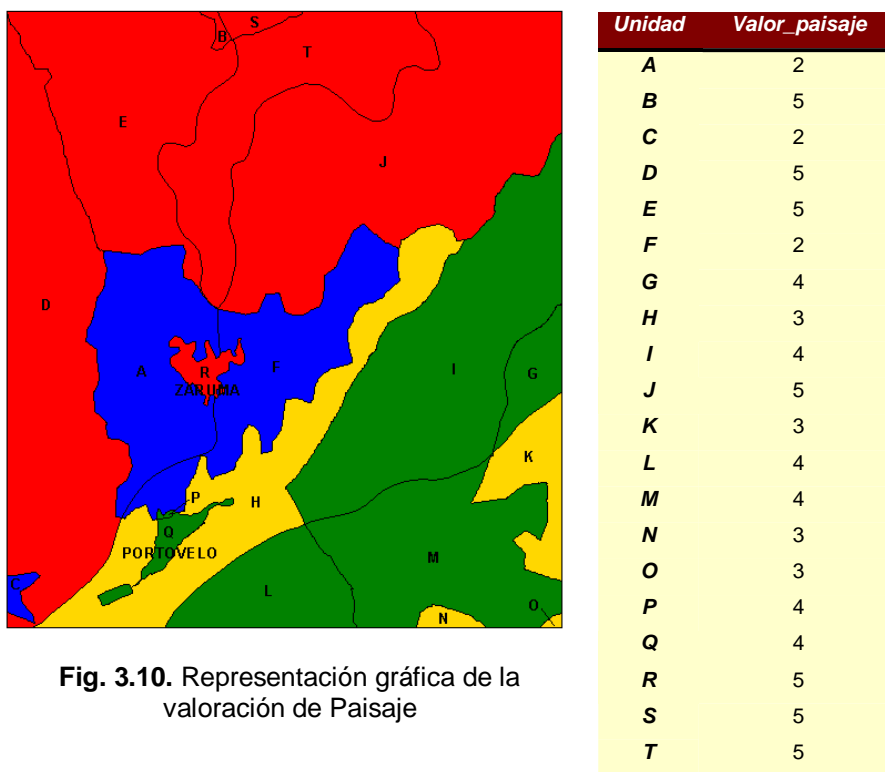 S
B
T
E
J
D
A
F
R
ZARUMA
I
G
K
P
H
Q
PORTOVELO
M
C
L
O
N
Fig. 3.10. Representación gráfica de la
valoración de Paisaje
Unidad Valor_paisaje
A 2
B 5
C 2
D 5
E 5
F 2
G 4
H 3
I 4
J 5
K 3
L 4
M 4
N 3
O 3
P 4
Q 4
R 5
S 5
T 5